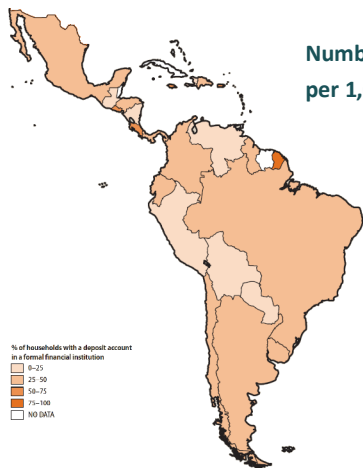 Numb
per 1,
% of households with a deposit account
in a formal financial institution
0–25
25–50
50–75
75–100
NO DATA